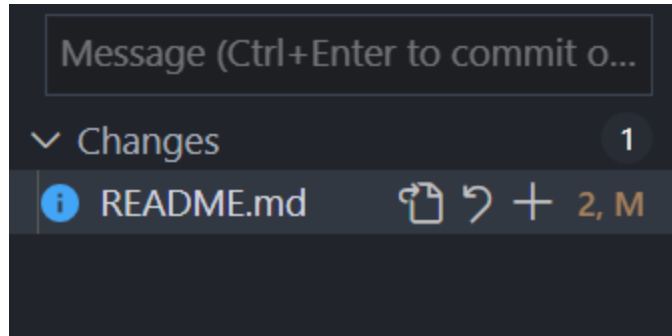 Message (Ctrl+Enter to commit o...
Changes 1
README.md 2, M